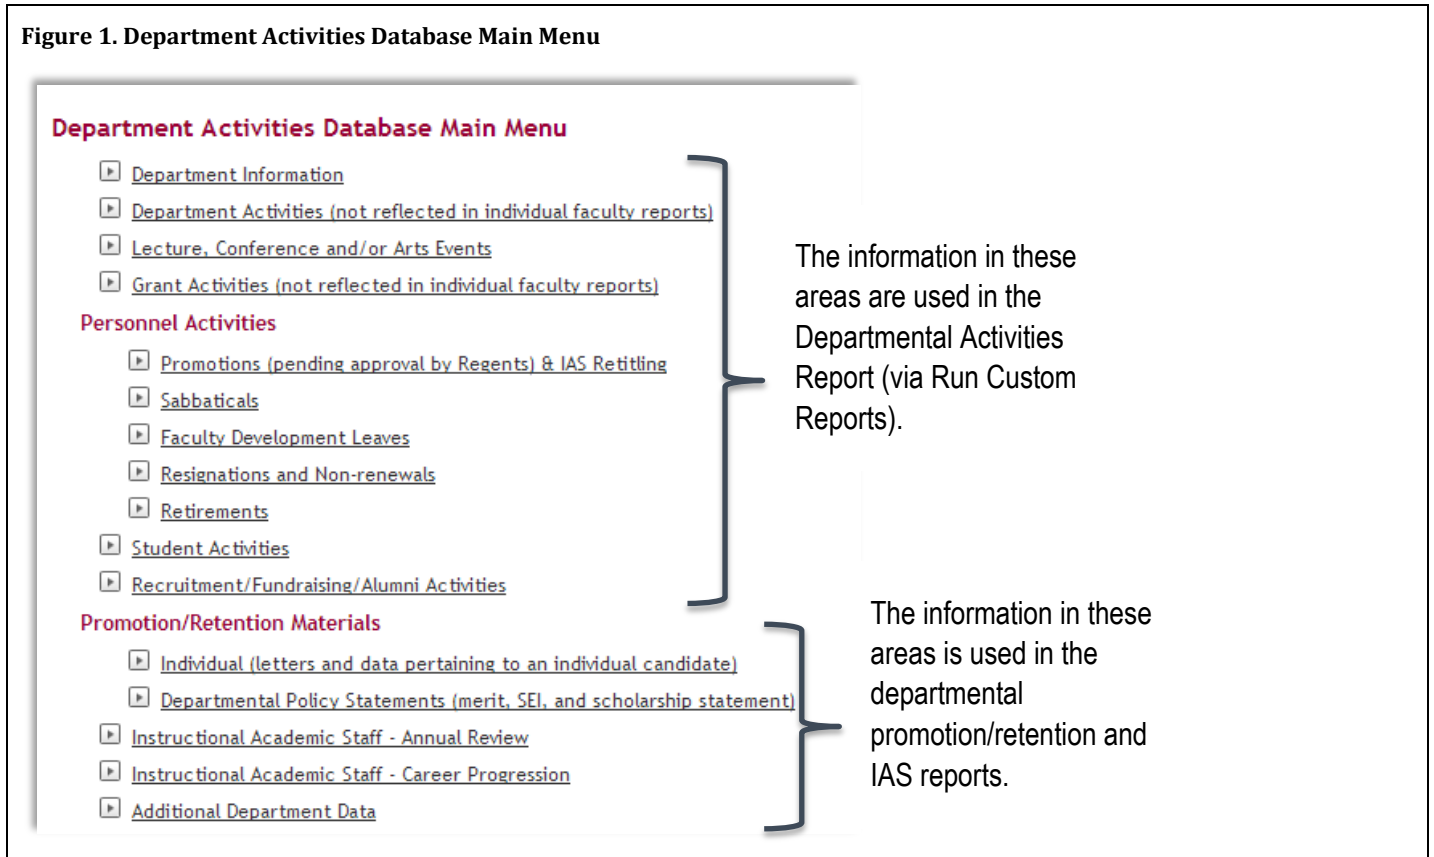 Figure 1. Department Activities Database Main Menu
Department Activities Database Main Menu
Department Information
Department Activities (not reflected in individual faculty reports)
Lecture, Conference and/or Arts Events
Grant Activities (not reflected in individual faculty reports)
Personnel Activities
Promotions (pending approval by Regents) & IAS Retitling
Sabbaticals
Faculty Development Leaves
Resignations and Non-renewals
Retirements
Student Activities
Recruitment/Fundraising/Alumni Activities
The information in these
areas are used in the
Departmental Activities
Report (via Run Custom
Reports).
Promotion/Retention Materials
Individual (letters and data pertaining to an individual candidate)
Departmental Policy Statements (merit, SEI, and scholarship statement)
Instructional Academic Staff - Annual Review
Instructional Academic Staff - Career Progression
Additional Department Data
The information in these
areas is used in the
departmental
promotion/retention and
IAS reports.